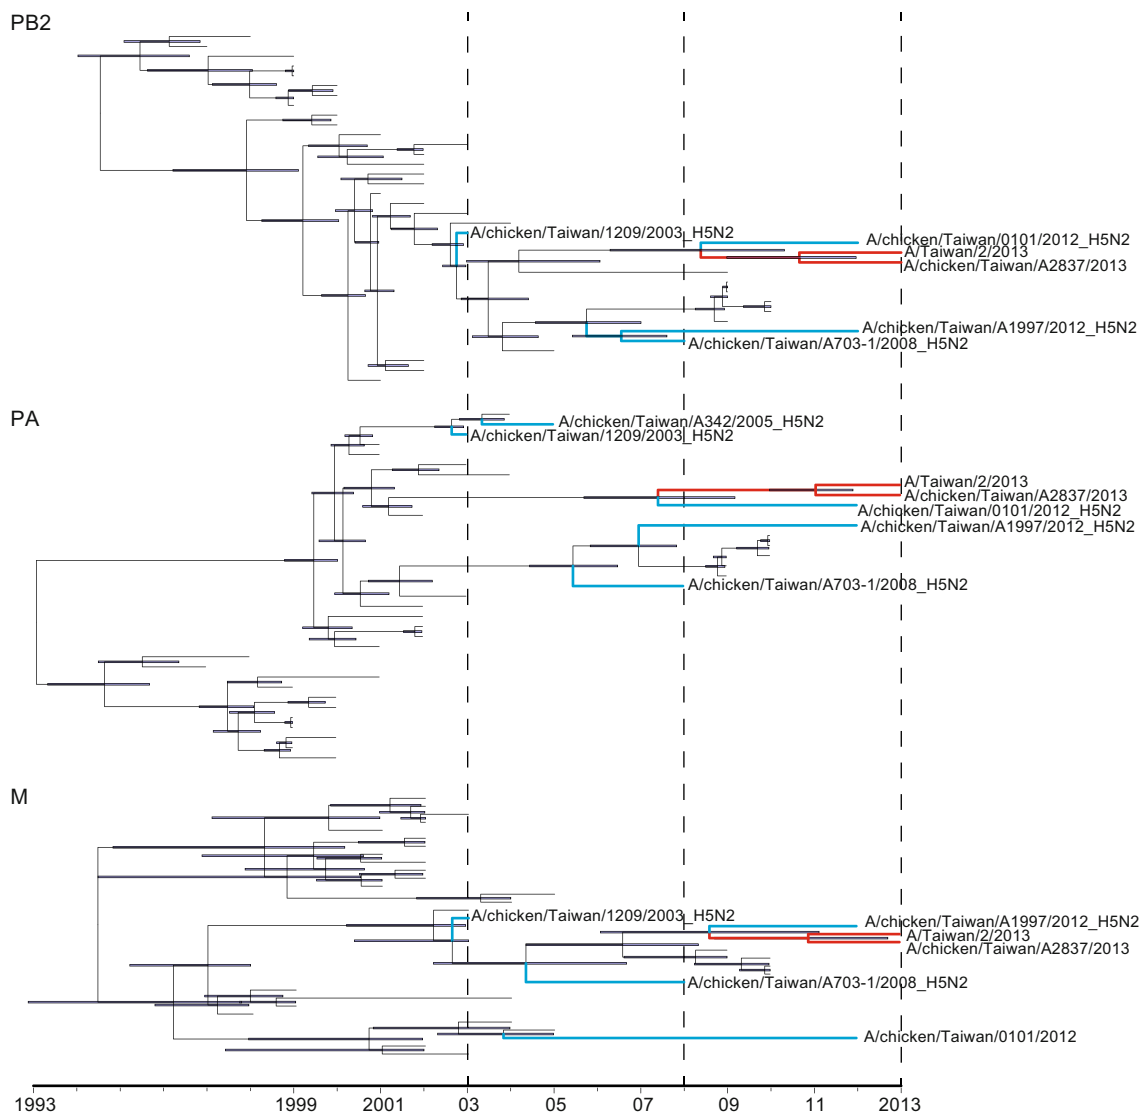 PB2
A/chicken/Taiwan/1209/2003_H5N2
A/chicken/Taiwan/0101/2012_H5N2
A/Taiwan/2/2013
A/chicken/Taiwan/A2837/2013
A/chicken/Taiwan/A1997/2012_H5N2
A/chicken/Taiwan/A703-1/2008_H5N2
PA
A/chicken/Taiwan/A342/2005_H5N2
A/chicken/Taiwan/1209/2003_H5N2
A/Taiwan/2/2013
A/chicken/Taiwan/A2837/2013
A/chicken/Taiwan/0101/2012_H5N2
A/chicken/Taiwan/A1997/2012_H5N2
A/chicken/Taiwan/A703-1/2008_H5N2
M
A/chicken/Taiwan/1209/2003_H5N2
A/chicken/Taiwan/A1997/2012_H5N2
A/Taiwan/2/2013
A/chicken/Taiwan/A2837/2013
A/chicken/Taiwan/A703-1/2008_H5N2
A/chicken/Taiwan/0101/2012
1993 1999 2001 03 05 07 09 11 2013